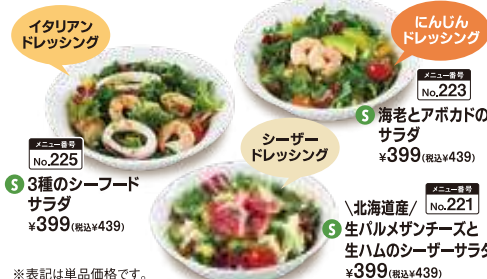 イタリアン
ドレッシング
メニュー番号
No.225
S 3種のシーフード
サラダ
¥399(税込¥439)
にんじん
ドレッシング
メニュー番号
No.223
S 海老とアボカドの
サラダ
¥399(税込¥439)
シーザー
ドレッシング
\北海道産/
メニュー番号
No.221
S 生パルメザンチーズと
生ハムのシーザーサラダ
¥399(税込¥439)
※表記は単品価格です。